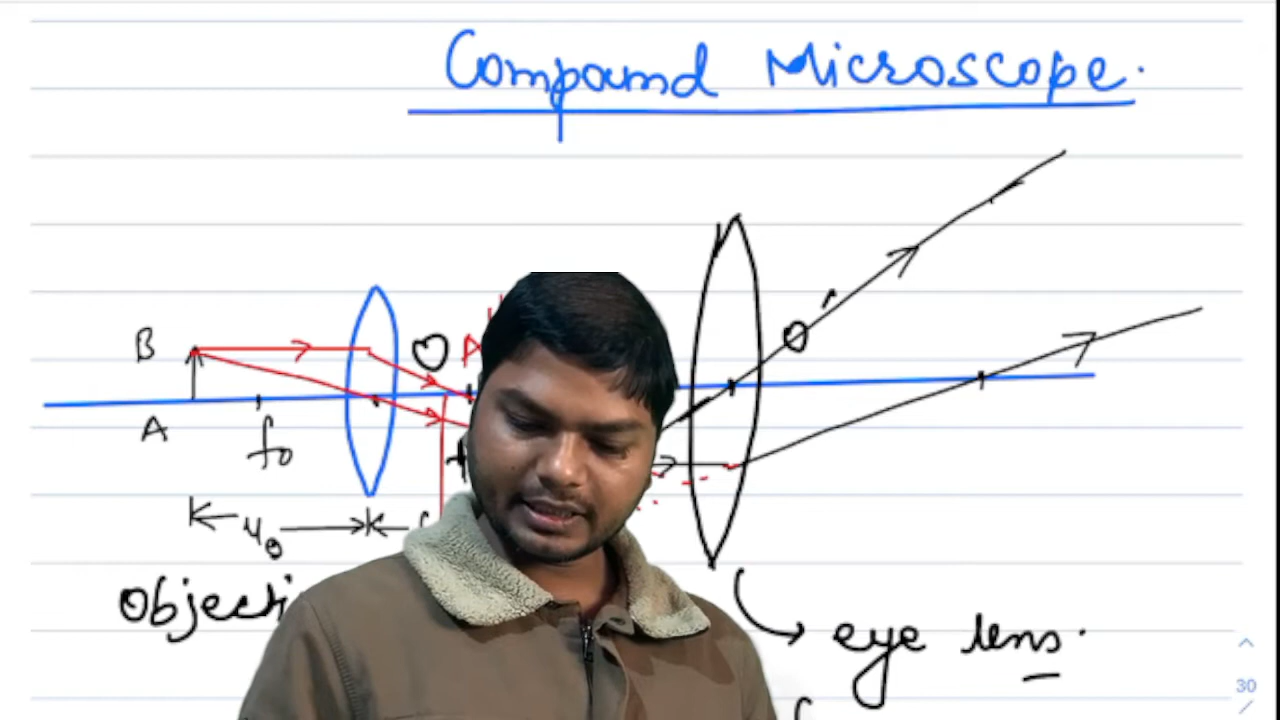 Compound Microscope.
B
O
A
O'
A
fo
uo
Objecti
eye lens.
30